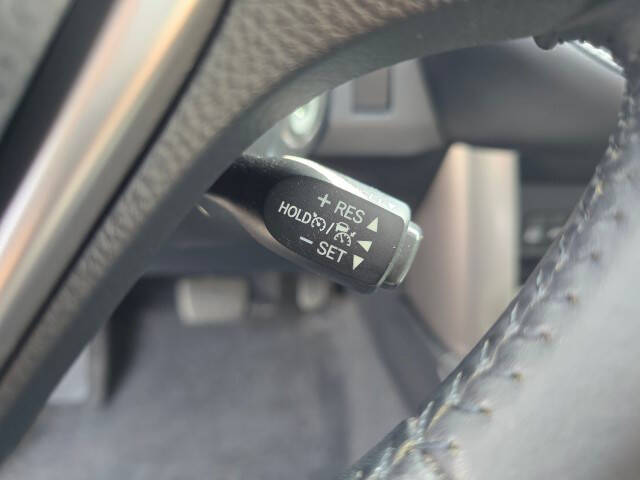 + RES
HOLD /
- SET